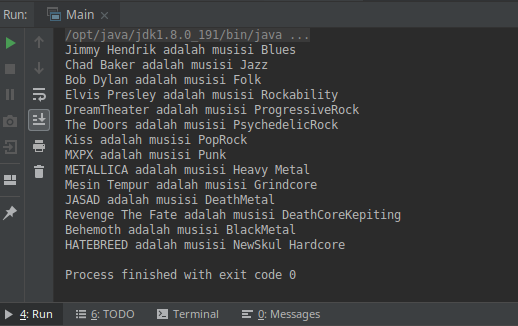 Run: Main ×
/opt/java/jdk1.8.0_191/bin/java ...
Jimmy Hendrik adalah musisi Blues
Chad Baker adalah musisi Jazz
Bob Dylan adalah musisi Folk
Elvis Presley adalah musisi Rockability
DreamTheater adalah musisi ProgressiveRock
The Doors adalah musisi PsychedelicRock
Kiss adalah musisi PopRock
MXPX adalah musisi Punk
METALLICA adalah musisi Heavy Metal
Mesin Tempur adalah musisi Grindcore
JASAD adalah musisi DeathMetal
Revenge The Fate adalah musisi DeathCoreKepiting
Behemoth adalah musisi BlackMetal
HATEBREED adalah musisi NewSkul Hardcore
Process finished with exit code 0
4: Run 6: TODO Terminal 0: Messages